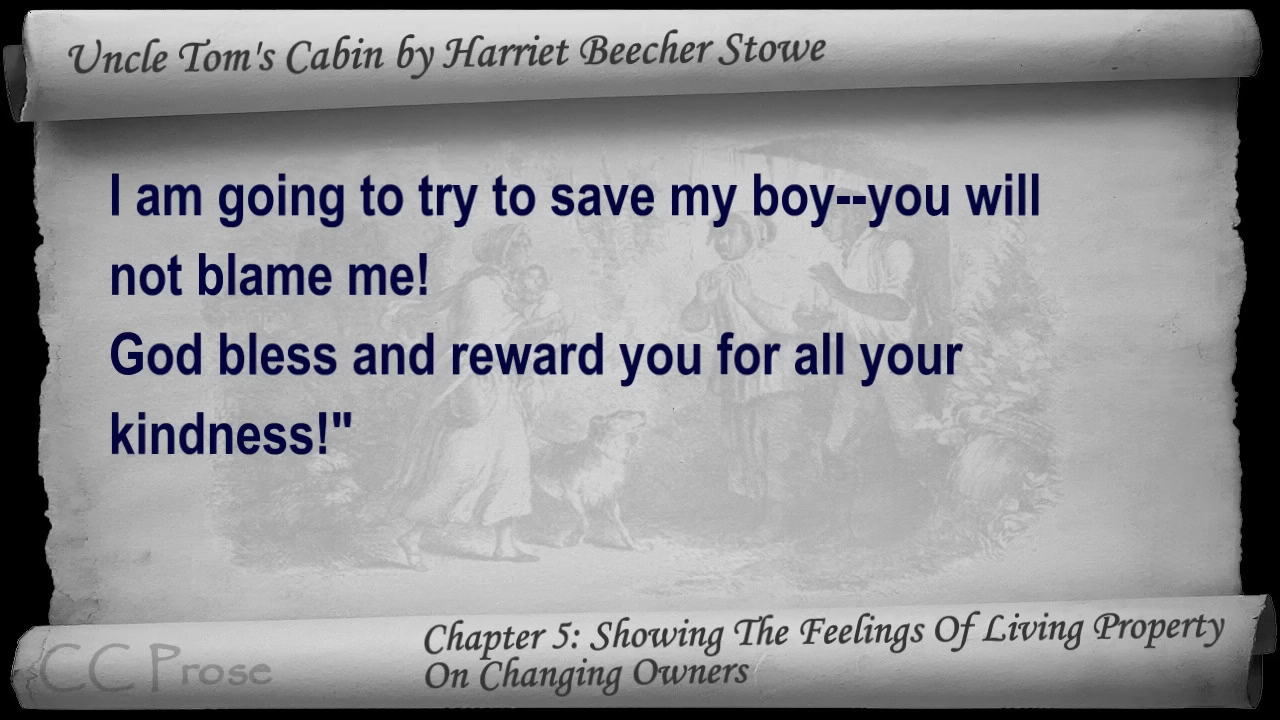 Uncle Tom's Cabin by Harriet Beecher Stowe
I am going to try to save my boy--you will
not blame me!
God bless and reward you for all your
kindness!"
Chapter 5: Showing The Feelings Of Living Property
On Changing Owners
CC Prose